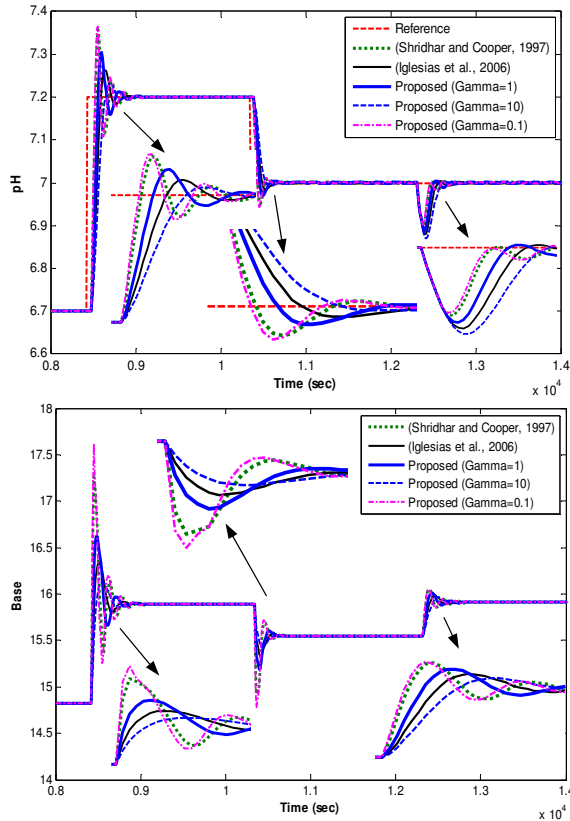 7.4
7.3
7.2
7.1
7
6.9
6.8
6.7
6.6
pH
Reference
(Shridhar and Cooper, 1997)
(Iglesias et al., 2006)
Proposed (Gamma=1)
Proposed (Gamma=10)
Proposed (Gamma=0.1)
0.8 0.9 1 1.1 1.2 1.3 1.4
Time (sec)
x 10^4
18
17.5
17
16.5
16
15.5
15
14.5
14
Base
(Shridhar and Cooper, 1997)
(Iglesias et al., 2006)
Proposed (Gamma=1)
Proposed (Gamma=10)
Proposed (Gamma=0.1)
0.8 0.9 1 1.1 1.2 1.3 14
Time (sec)
x 10^4